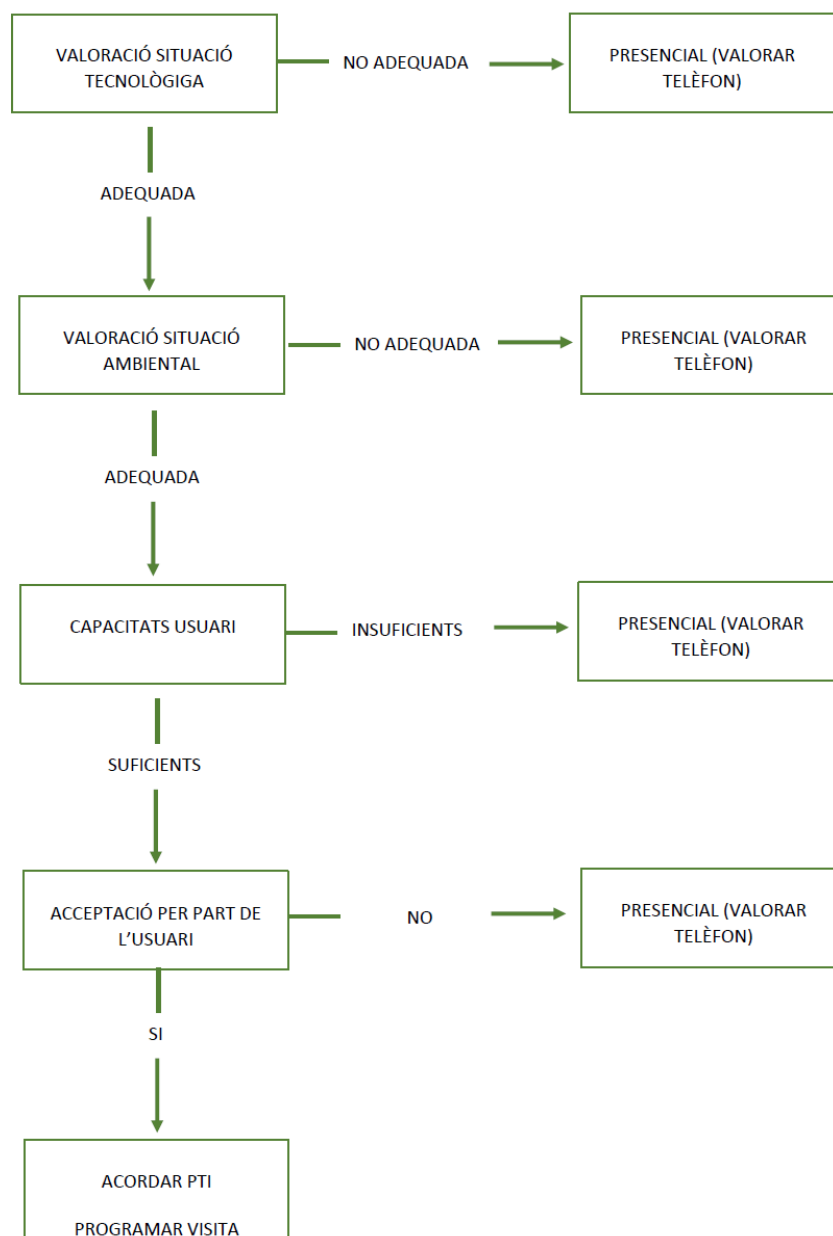 VALORACIÓ SITUACIÓ
TECNOLÒGIGA
NO ADEQUADA
PRESENCIAL (VALORAR
TELÈFON)
ADEQUADA
VALORACIÓ SITUACIÓ
AMBIENTAL
NO ADEQUADA
PRESENCIAL (VALORAR
TELÈFON)
ADEQUADA
CAPACITATS USUARI
INSUFICIENTS
PRESENCIAL (VALORAR
TELÈFON)
SUFICIENTS
ACCEPTACIÓ PER PART DE
L’USUARI
NO
PRESENCIAL (VALORAR
TELÈFON)
SI
ACORDAR PTI
PROGRAMAR VISITA